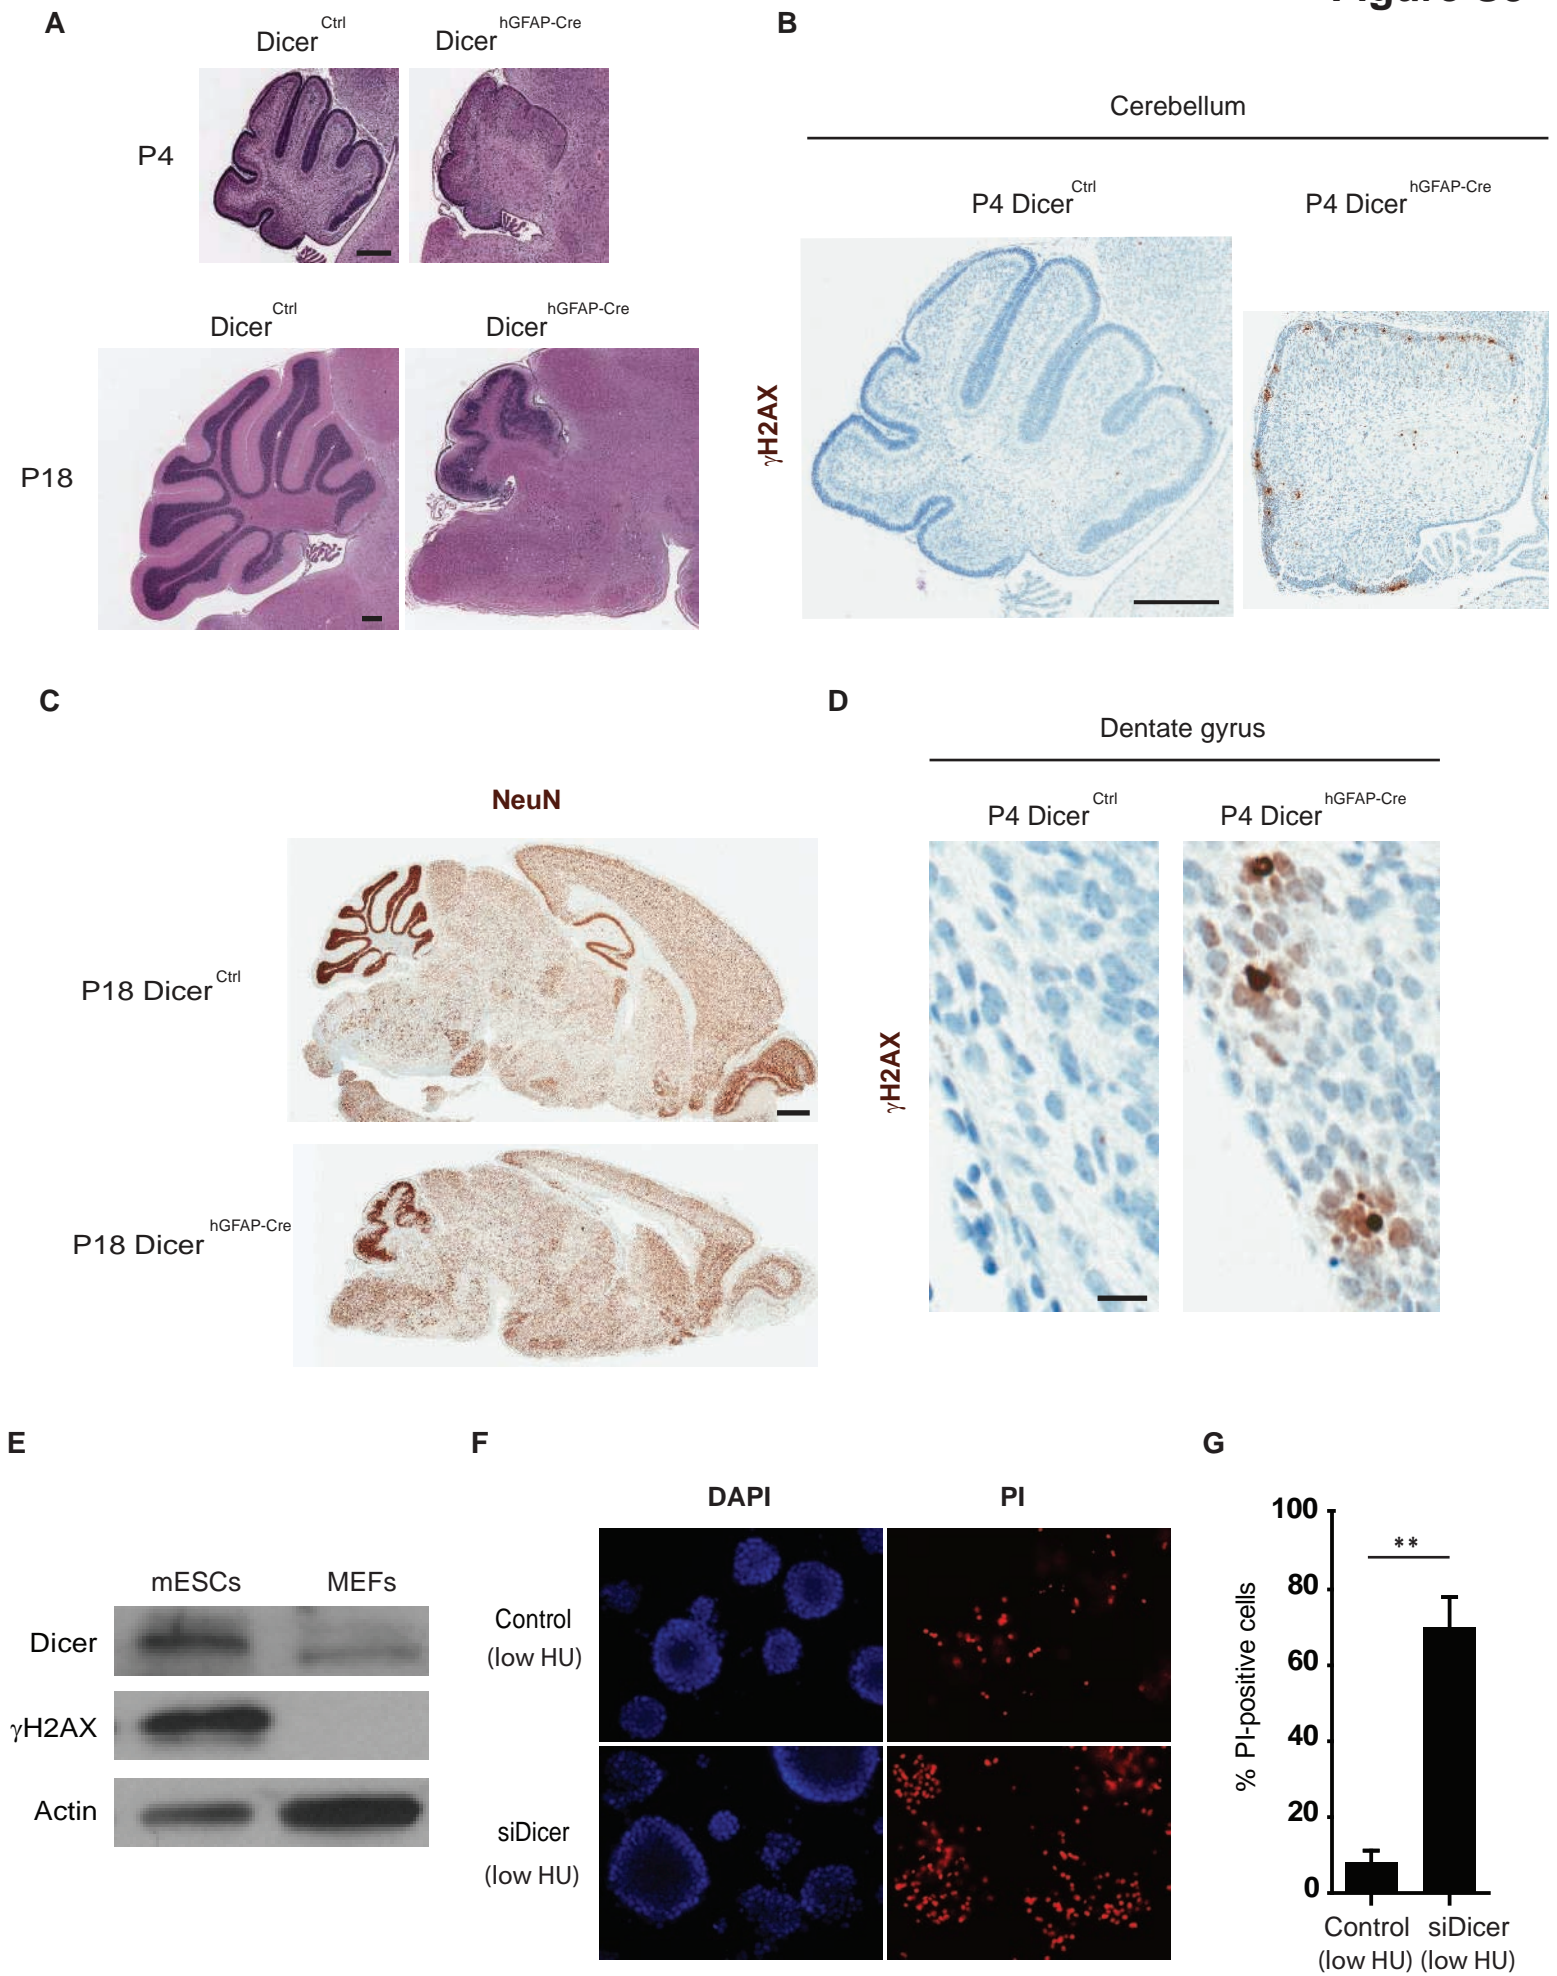 A
Dicer Ctrl
Dicer hGFAP-Cre
P4
Dicer Ctrl
Dicer hGFAP-Cre
P18
B
Cerebellum
P4 Dicer Ctrl
P4 Dicer hGFAP-Cre
γH2AX
C
NeuN
P18 Dicer Ctrl
P18 Dicer hGFAP-Cre
D
Dentate gyrus
P4 Dicer Ctrl
P4 Dicer hGFAP-Cre
γH2AX
E
mESCs MEFs
Dicer
γH2AX
Actin
F
DAPI PI
Control
(low HU)
siDicer
(low HU)
G
**
100
80
60
40
20
0
% PI-positive cells
Control siDicer
(low HU) (low HU)